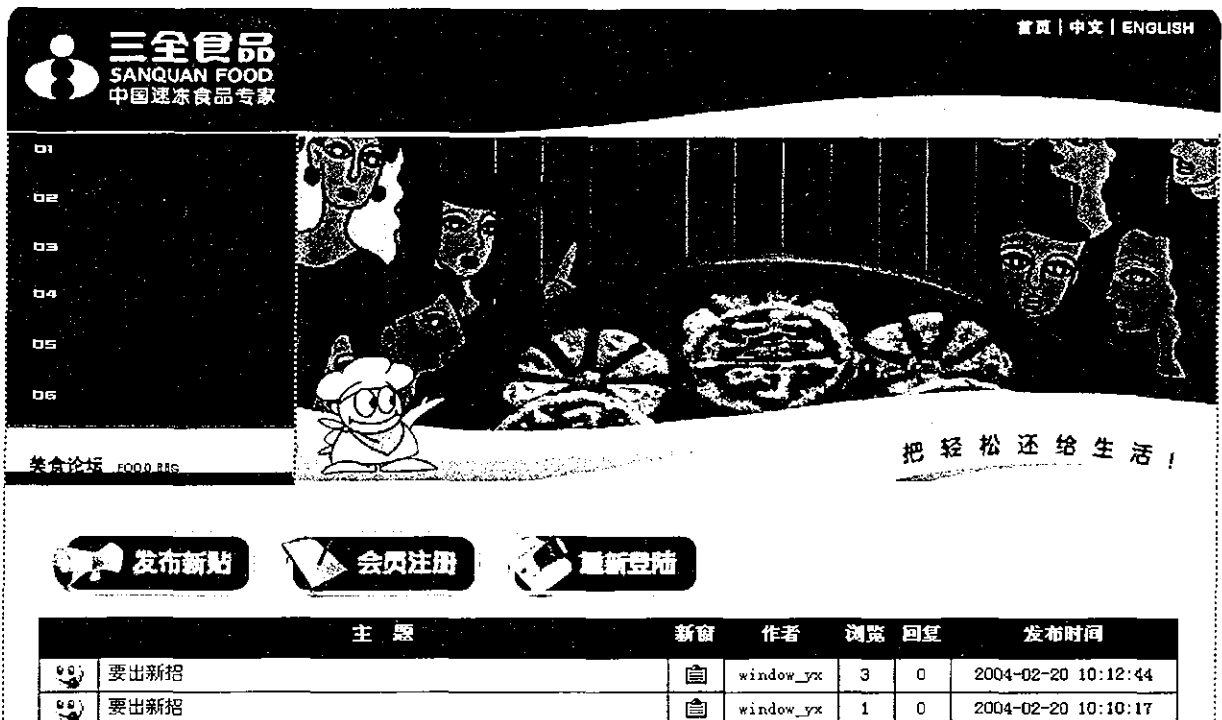 首页 | 中文 | ENGLISH
三全食品
SANQUAN FOOD
中国速冻食品专家
01
02
03
04
05
06
美食论坛 FOOD BBS
把轻松还给生活!
发布新贴 会员注册 重新登陆
主 题 新窗 作者 浏览 回复 发布时间
要出新招 window_yx 3 0 2004-02-20 10:12:44
要出新招 window_yx 1 0 2004-02-20 10:10:17